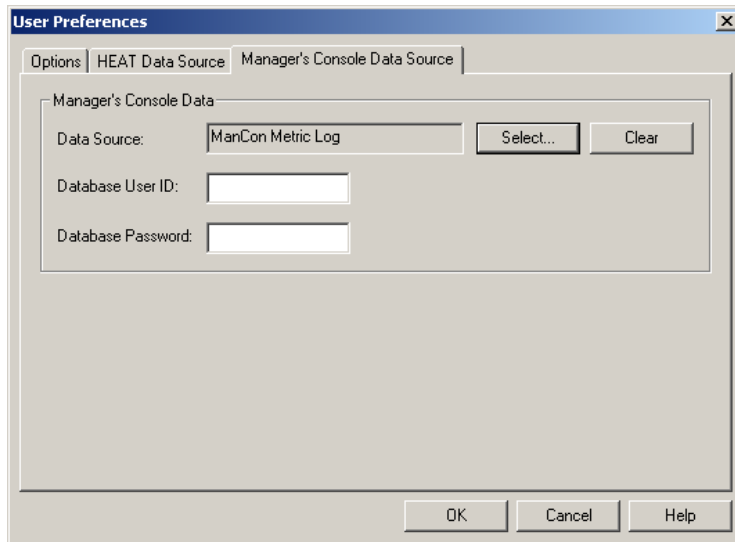 User Preferences
Options HEAT Data Source Manager's Console Data Source
Manager's Console Data
Data Source: ManCon Metric Log Select... Clear
Database User ID:
Database Password:
OK Cancel Help